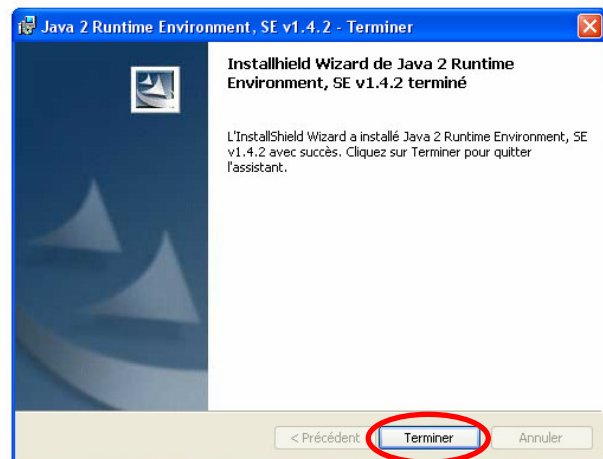 Java 2 Runtime Environment, SE v1.4.2 - Terminer
Installhield Wizard de Java 2 Runtime
Environment, SE v1.4.2 terminé
L'InstallShield Wizard a installé Java 2 Runtime Environment, SE
v1.4.2 avec succès. Cliquez sur Terminer pour quitter
l'assistant.
< Précédent Terminer Annuler